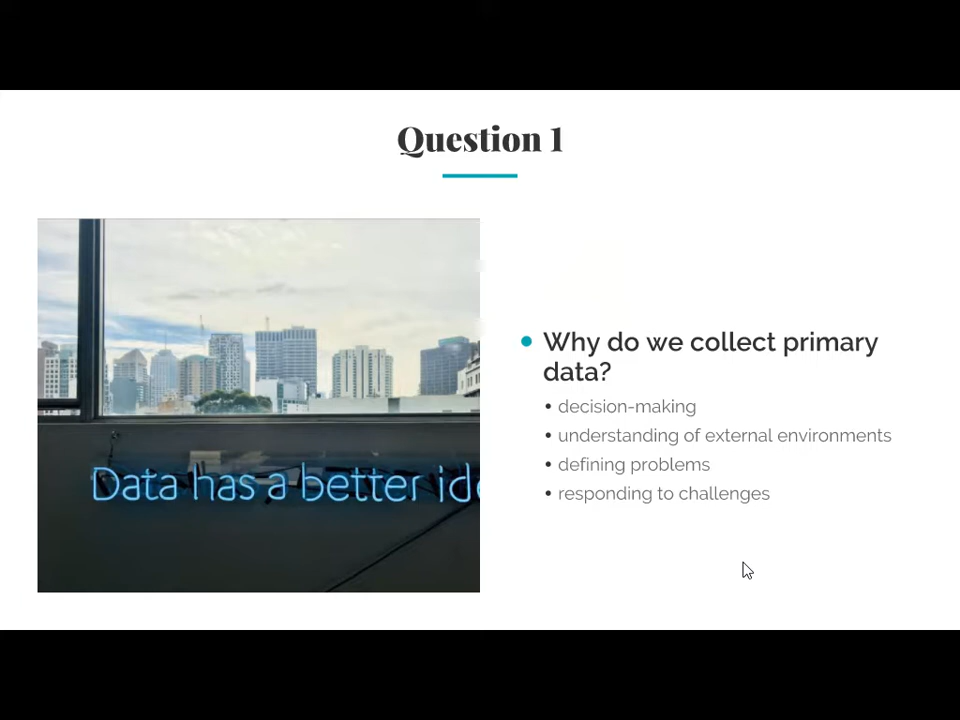 Question 1
Data has a better
Why do we collect primary
data?
decision-making
understanding of external environments
defining problems
responding to challenges